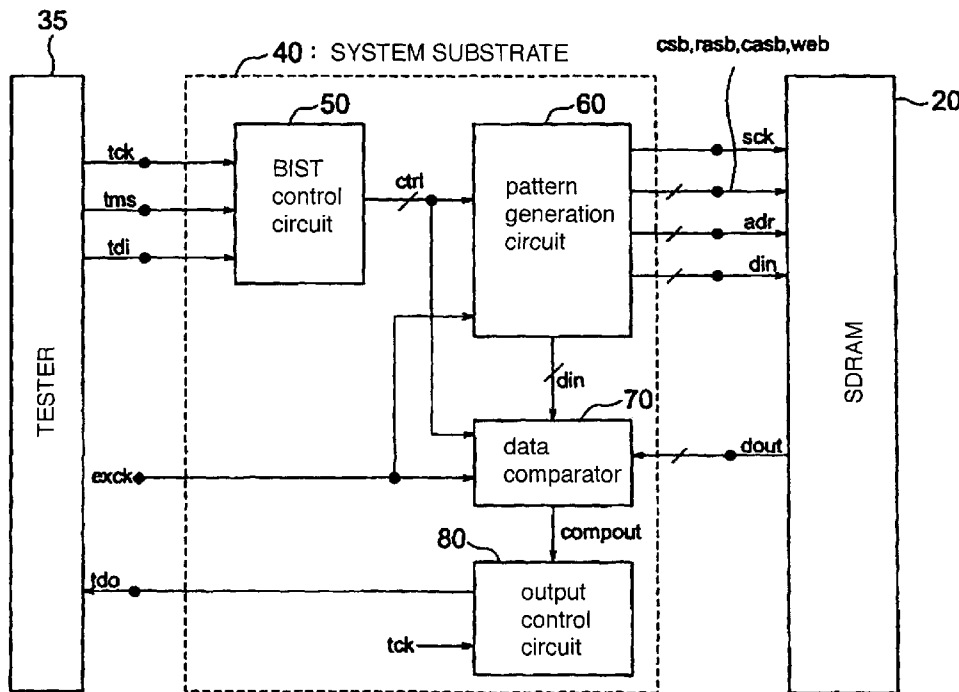 35
40 : SYSTEM SUBSTRATE
csb,rasb,casb,web
20
50
60
BIST
control
circuit
pattern
generation
circuit
tck
tms
tdi
ctrl
sck
adr
din
TESTER
SDRAM
din
70
data
comparator
dout
exck
compout
80
output
control
circuit
tdo
tck